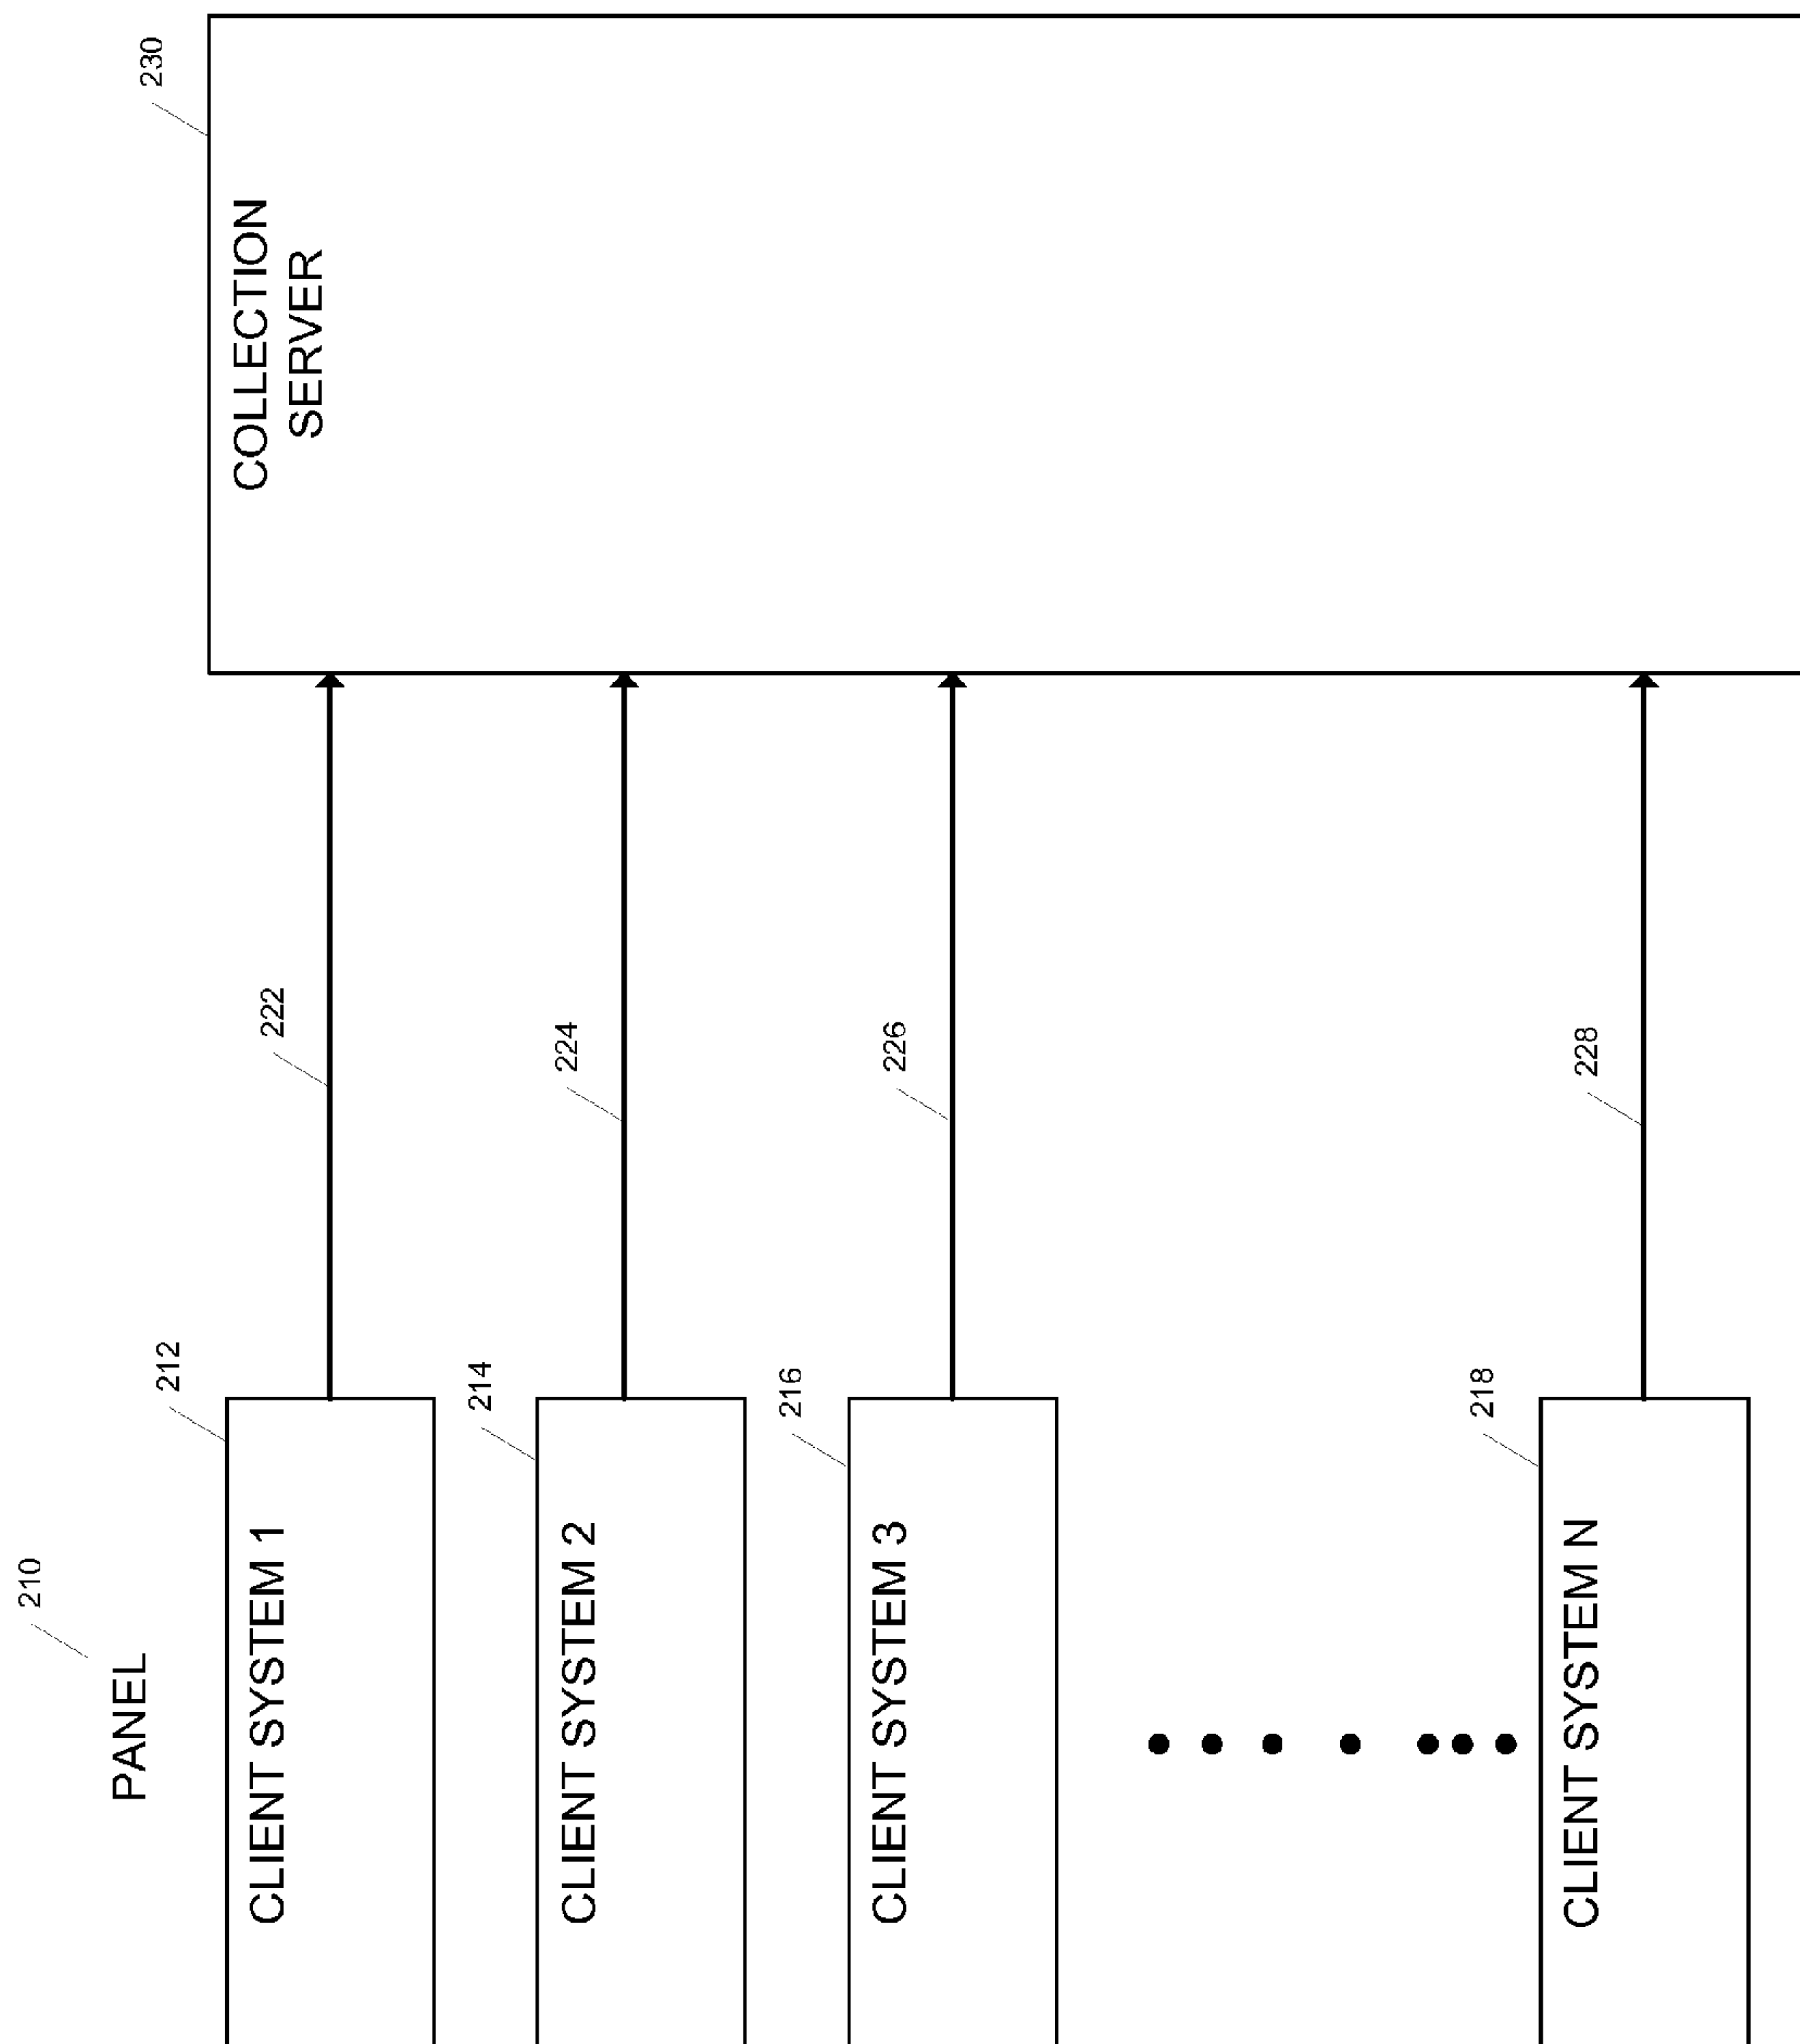 210
PANEL
212
CLIENT SYSTEM 1
222
230
COLLECTION
SERVER
214
CLIENT SYSTEM 2
224
216
CLIENT SYSTEM 3
226
218
CLIENT SYSTEM N
228